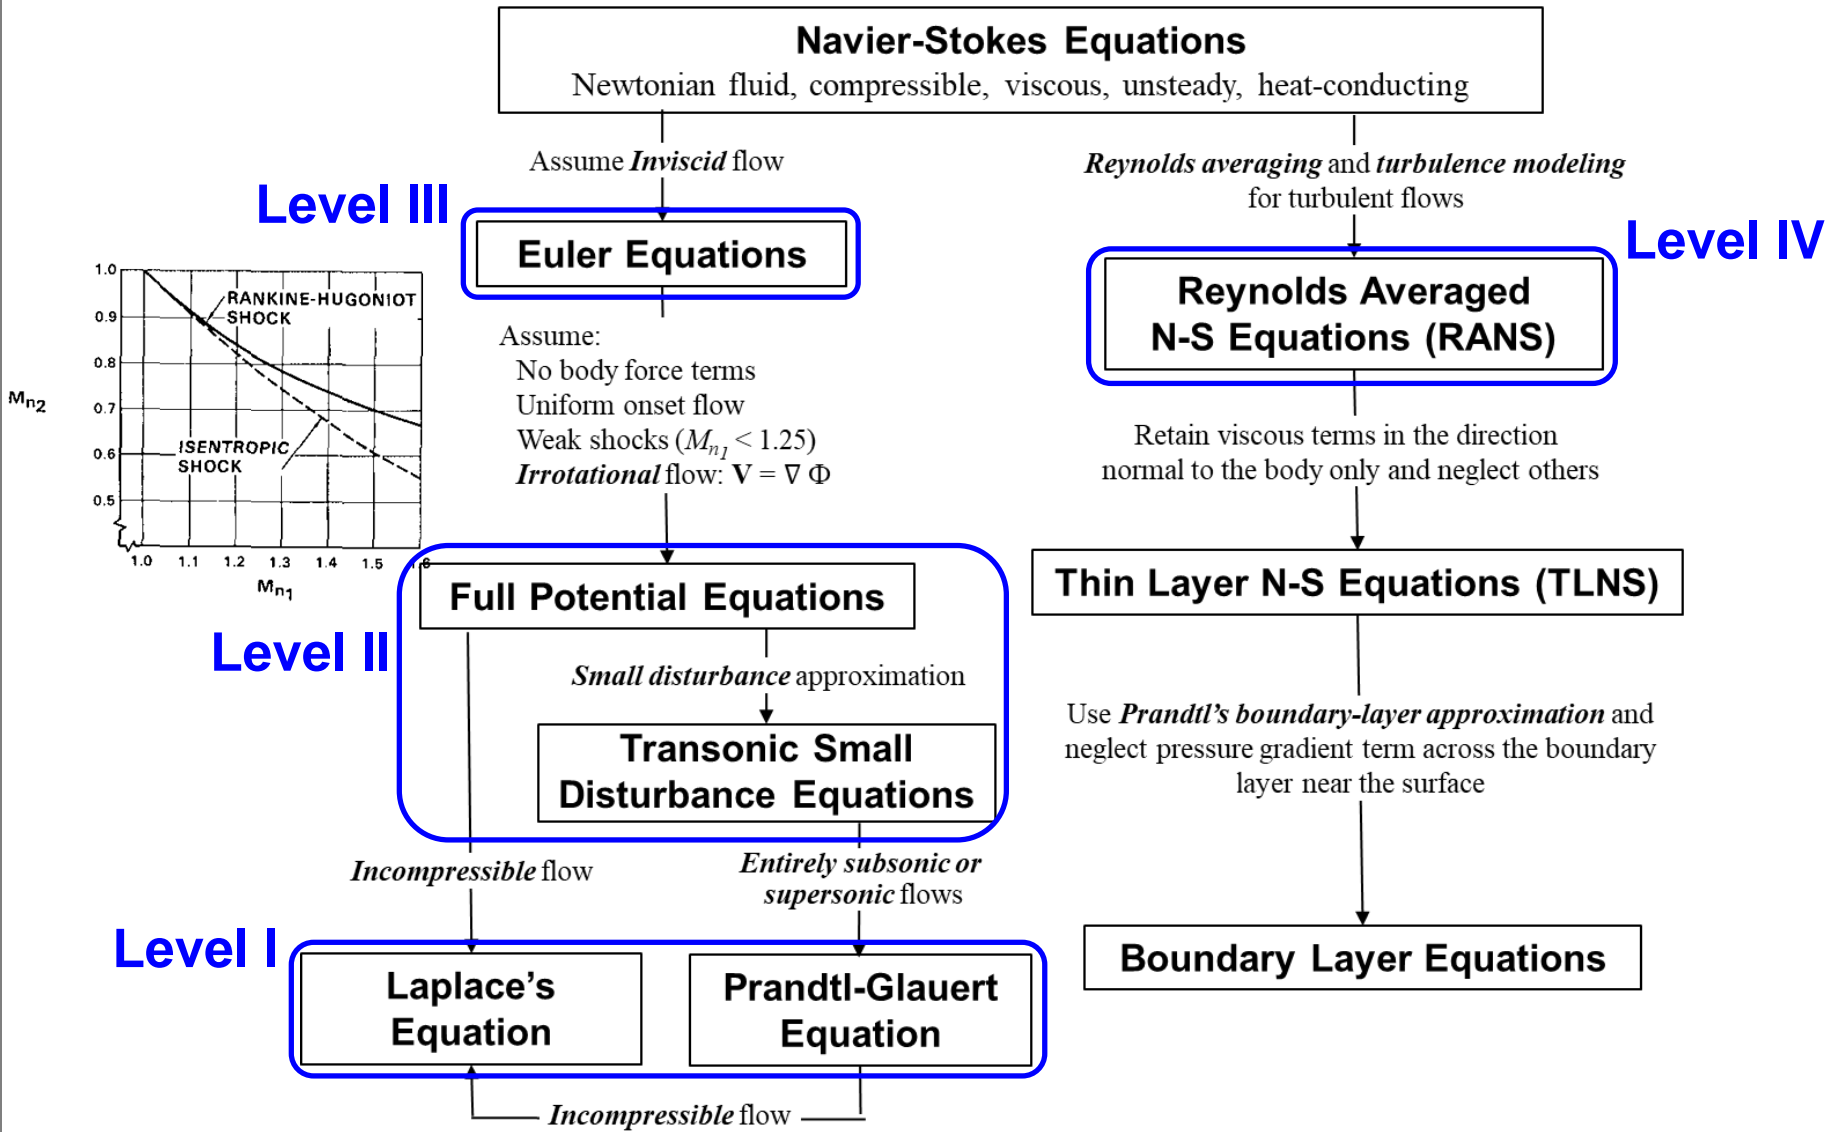 Navier-Stokes Equations
Newtonian fluid, compressible, viscous, unsteady, heat-conducting
Assume Inviscid flow
Reynolds averaging and turbulence modeling
for turbulent flows
Level III
Euler Equations
Level IV
Reynolds Averaged
N-S Equations (RANS)
1.0
0.9
0.8
0.7
0.6
0.5
Mn2
RANKINE-HUGONIOT
SHOCK
ISENTROPIC
SHOCK
1.0 1.1 1.2 1.3 1.4 1.5 1.6
Mn1
Assume:
No body force terms
Uniform onset flow
Weak shocks (Mn1 < 1.25)
Irrotational flow: V = ∇ Φ
Retain viscous terms in the direction
normal to the body only and neglect others
Level II
Full Potential Equations
Thin Layer N-S Equations (TLNS)
Small disturbance approximation
Transonic Small
Disturbance Equations
Use Prandtl’s boundary-layer approximation and
neglect pressure gradient term across the boundary
layer near the surface
Incompressible flow
Entirely subsonic or
supersonic flows
Level I
Laplace’s
Equation
Prandtl-Glauert
Equation
Boundary Layer Equations
Incompressible flow